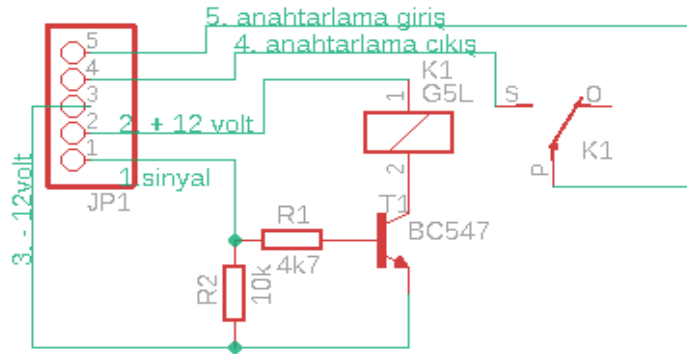 5. anahtarlama giriş
4. anahtarlama cıkış
5
4
3
2
1
2. + 12 volt
1.sinyal
JP1
3. - 12volt
K1
G5L
1
2
S
O
P
K1
T1
BC547
R1
4k7
R2
10k